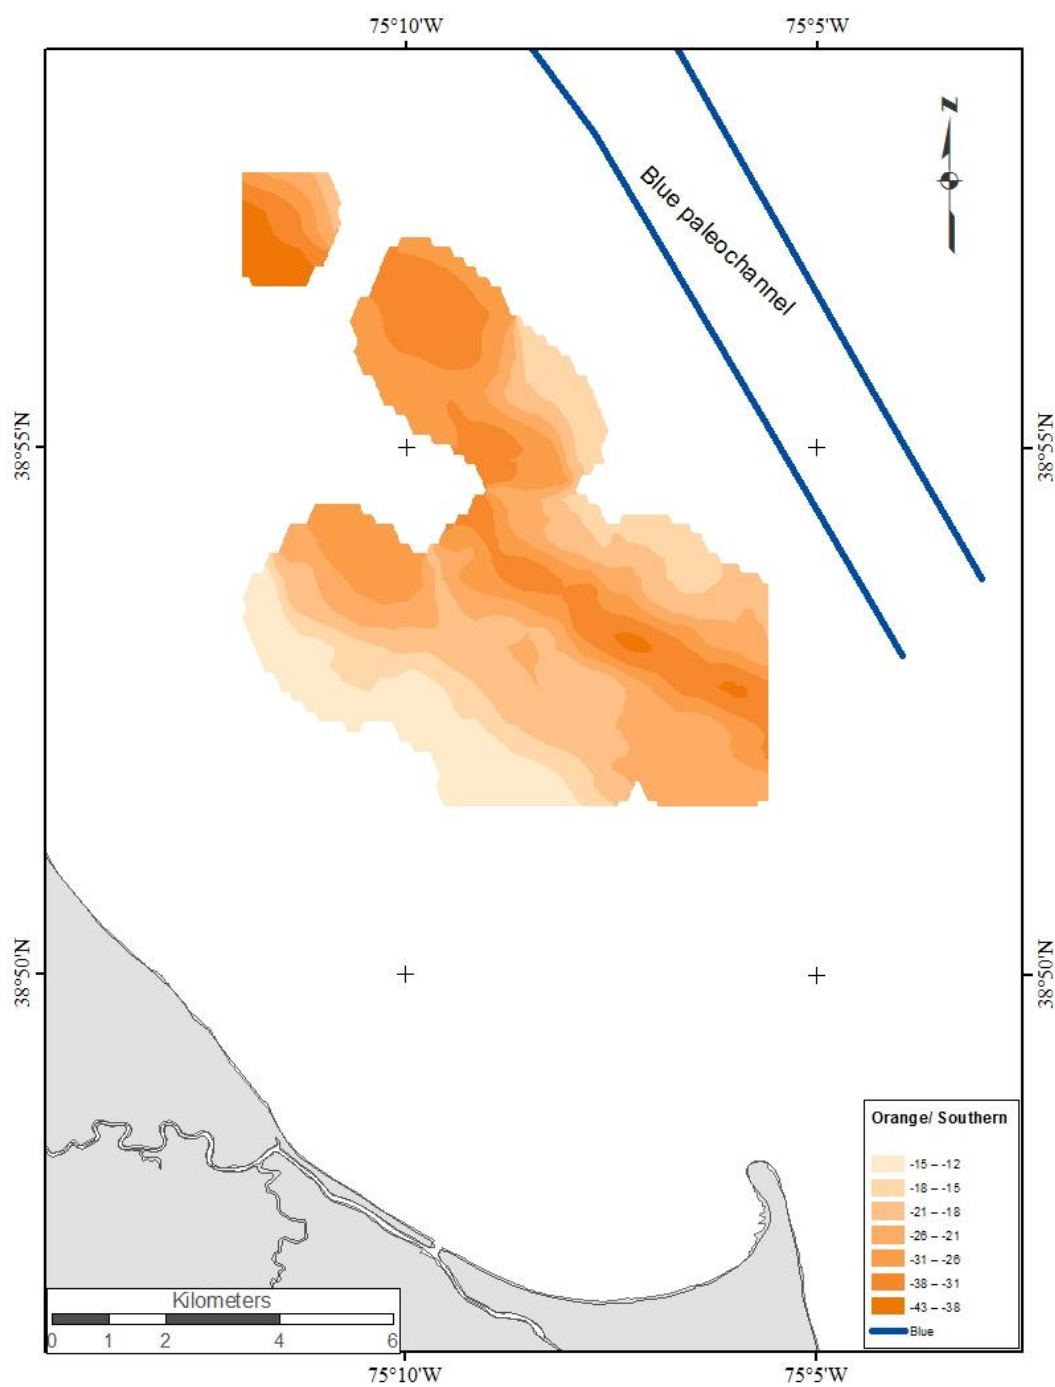 75°10'W
75°5'W
N
Blue paleochannel
38°55'N
38°55'N
38°50'N
38°50'N
Orange/ Southern
-15 – -12
-18 – -15
-21 – -18
-26 – -21
-31 – -26
-38 – -31
-43 – -38
Blue
Kilometers
0 1 2 4 6
75°10'W
75°5'W